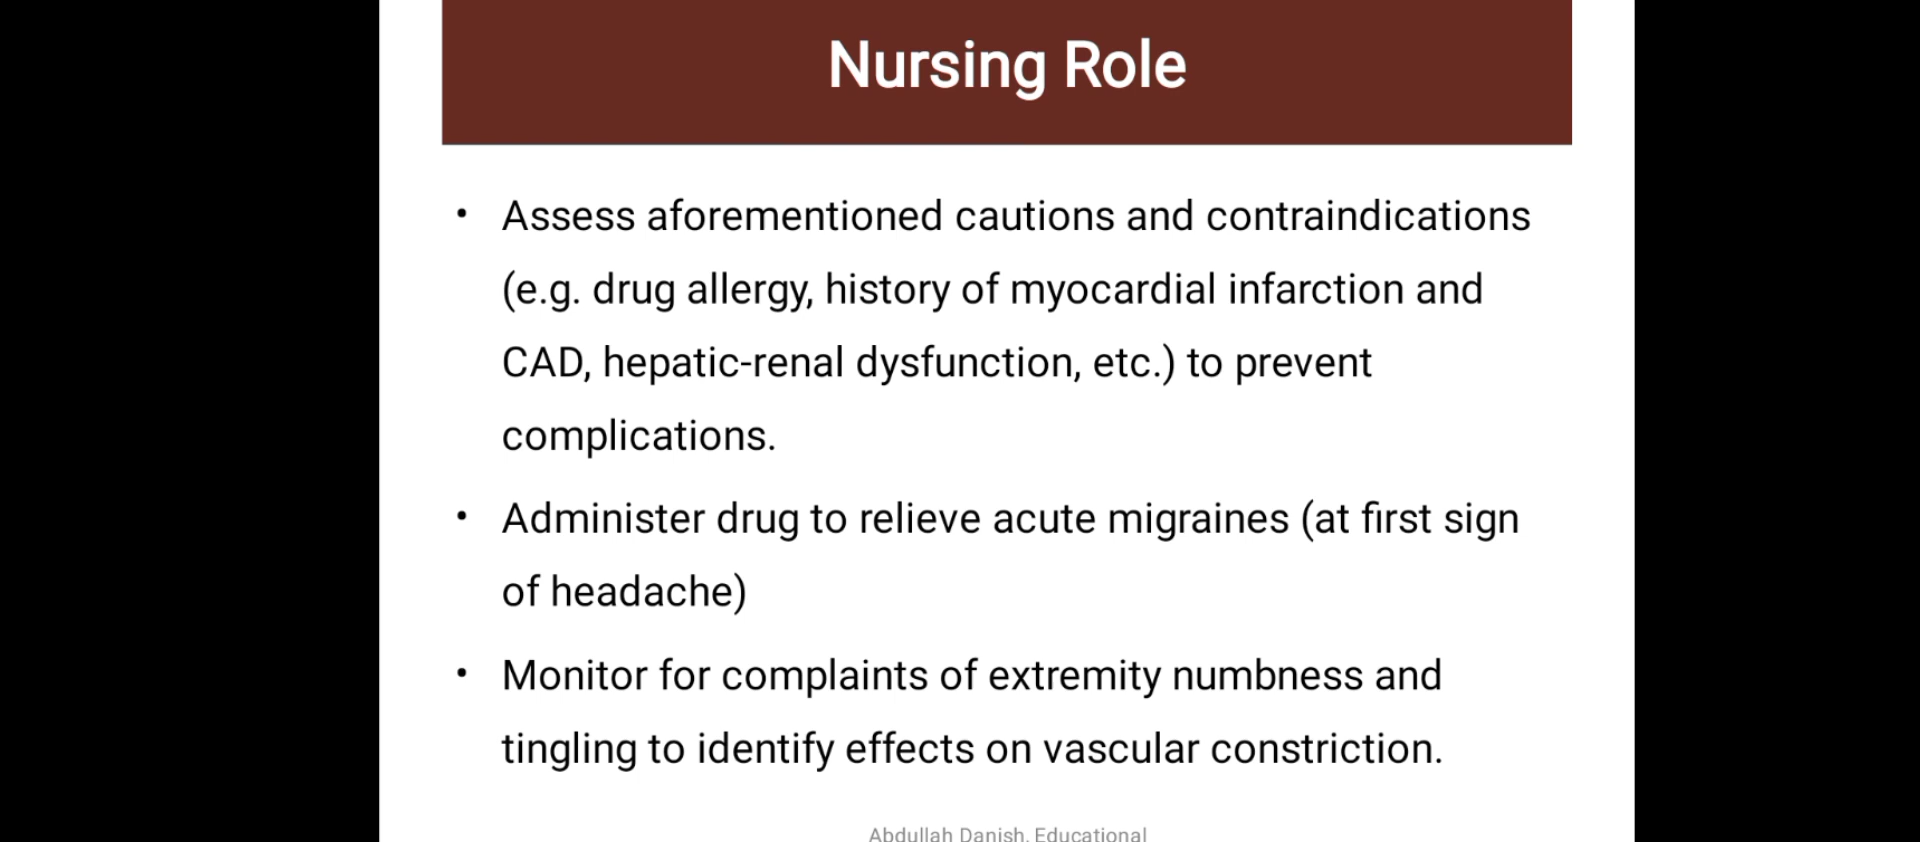 Nursing Role
• Assess aforementioned cautions and contraindications
(e.g. drug allergy, history of myocardial infarction and
CAD, hepatic-renal dysfunction, etc.) to prevent
complications.
• Administer drug to relieve acute migraines (at first sign
of headache)
• Monitor for complaints of extremity numbness and
tingling to identify effects on vascular constriction.
Abdullah Danish, Educational